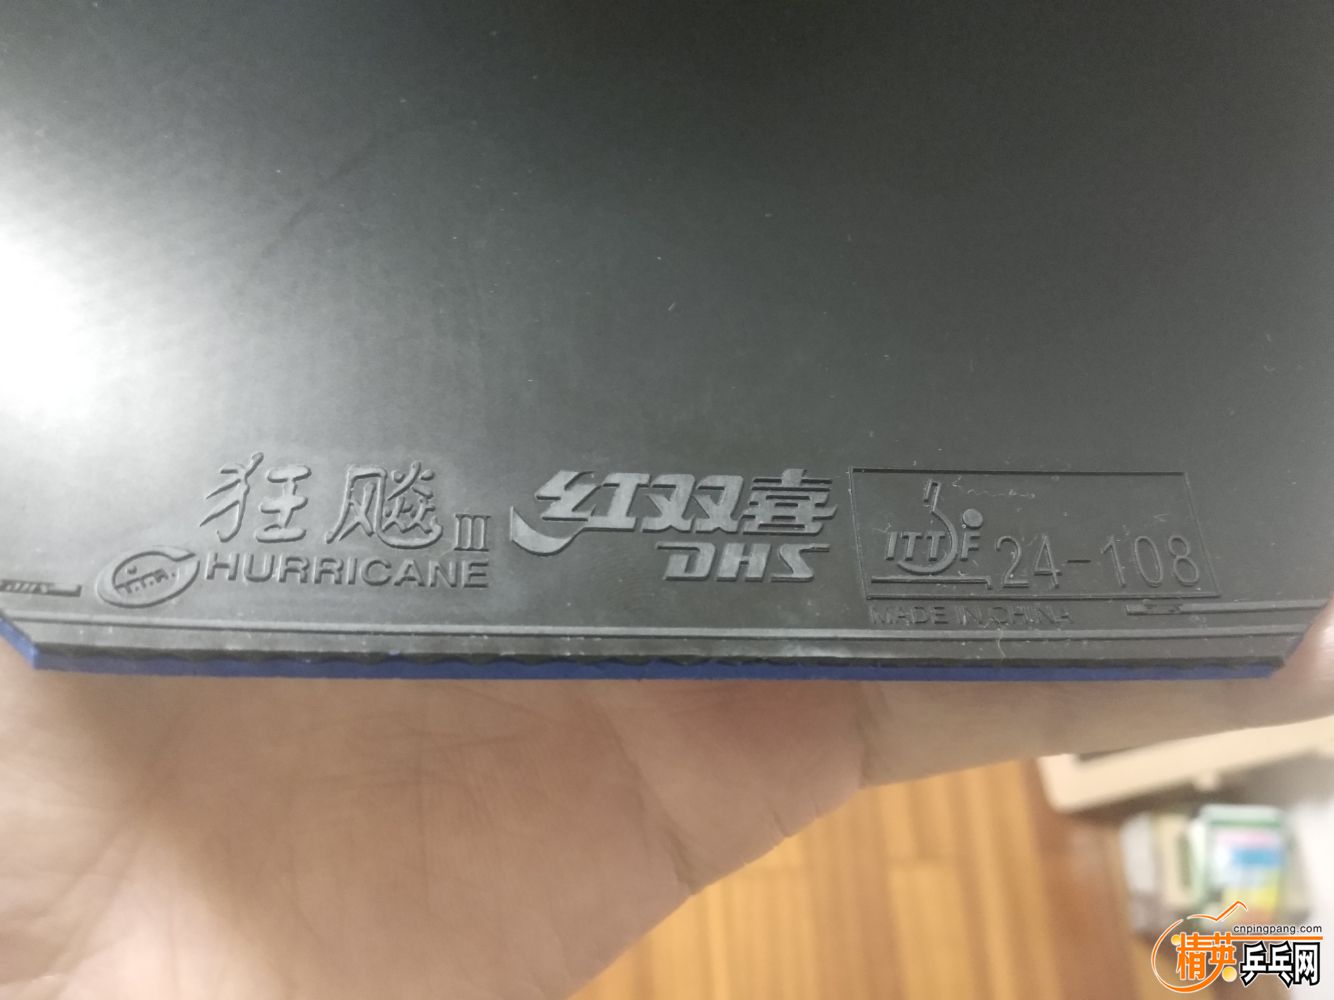 狂飚 III
HURRICANE
红双喜
DHS
ITTF 24-108
MADE IN CHINA
DHS
cnpingpang.com
精英乒乓网